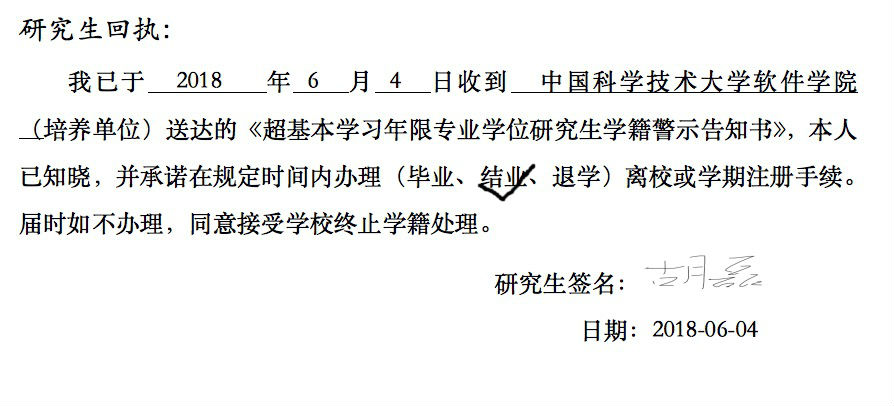 研究生回执：
我已于 2018 年 6 月 4 日收到 中国科学技术大学软件学院
（培养单位）送达的《超基本学习年限专业学位研究生学籍警示告知书》，本人
已知晓，并承诺在规定时间内办理（毕业、结业、退学）离校或学期注册手续。
届时如不办理，同意接受学校终止学籍处理。
研究生签名：胡磊
日期：2018-06-04